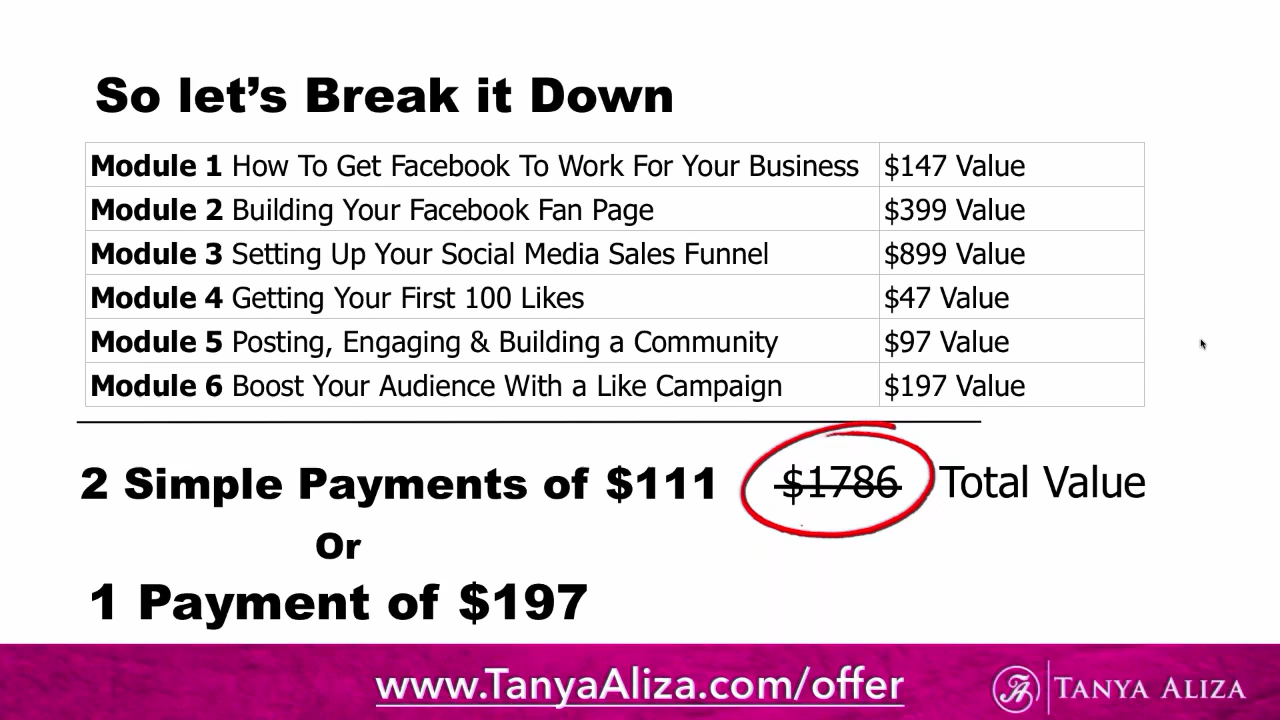 So let’s Break it Down
Module 1 How To Get Facebook To Work For Your Business $147 Value
Module 2 Building Your Facebook Fan Page $399 Value
Module 3 Setting Up Your Social Media Sales Funnel $899 Value
Module 4 Getting Your First 100 Likes $47 Value
Module 5 Posting, Engaging & Building a Community $97 Value
Module 6 Boost Your Audience With a Like Campaign $197 Value
2 Simple Payments of $111 $1786 Total Value
Or
1 Payment of $197
www.TanyaAliza.com/offer TA TANYA ALIZA